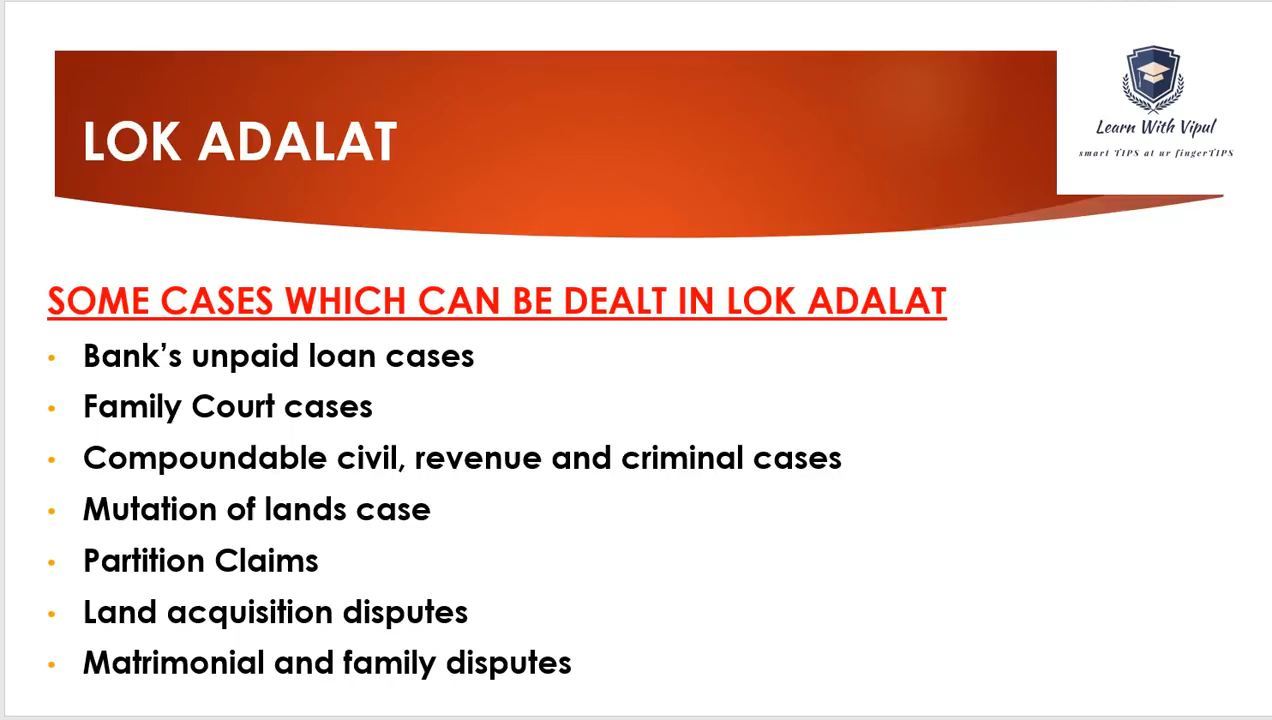 LOK ADALAT
Learn With Vipul
smart TIPS at ur fingerTIPS
SOME CASES WHICH CAN BE DEALT IN LOK ADALAT
• Bank’s unpaid loan cases
• Family Court cases
• Compoundable civil, revenue and criminal cases
• Mutation of lands case
• Partition Claims
• Land acquisition disputes
• Matrimonial and family disputes